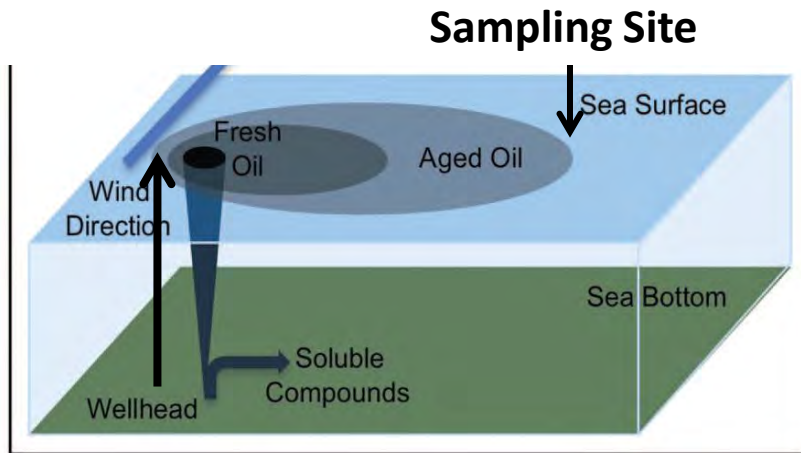 Sampling Site
Sea Surface
Fresh
Oil
Aged Oil
Wind
Direction
Sea Bottom
Soluble
Compounds
Wellhead